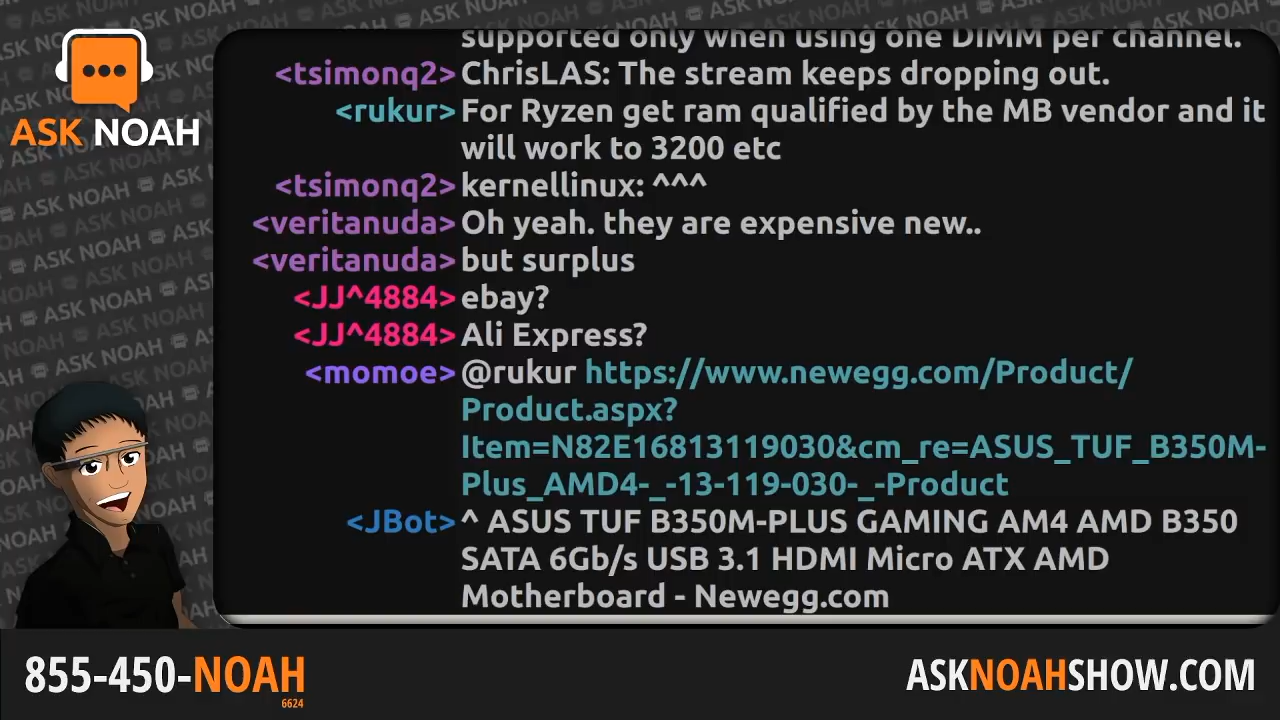 ASK NOAH
supported only when using one DIMM per channel.
<tsimonq2> ChrisLAS: The stream keeps dropping out.
<rukur> For Ryzen get ram qualified by the MB vendor and it
will work to 3200 etc
<tsimonq2> kernellinux: ^^^
<veritanuda> Oh yeah. they are expensive new..
<veritanuda> but surplus
<JJ^4884> ebay?
<JJ^4884> Ali Express?
<momoe> @rukur https://www.newegg.com/Product/
Product.aspx?
Item=N82E16813119030&cm_re=ASUS_TUF_B350M-
Plus_AMD4-_-13-119-030-_-Product
<JBot> ^ ASUS TUF B350M-PLUS GAMING AM4 AMD B350
SATA 6Gb/s USB 3.1 HDMI Micro ATX AMD
Motherboard - Newegg.com
855-450-NOAH
6624
ASKNOAHSHOW.COM